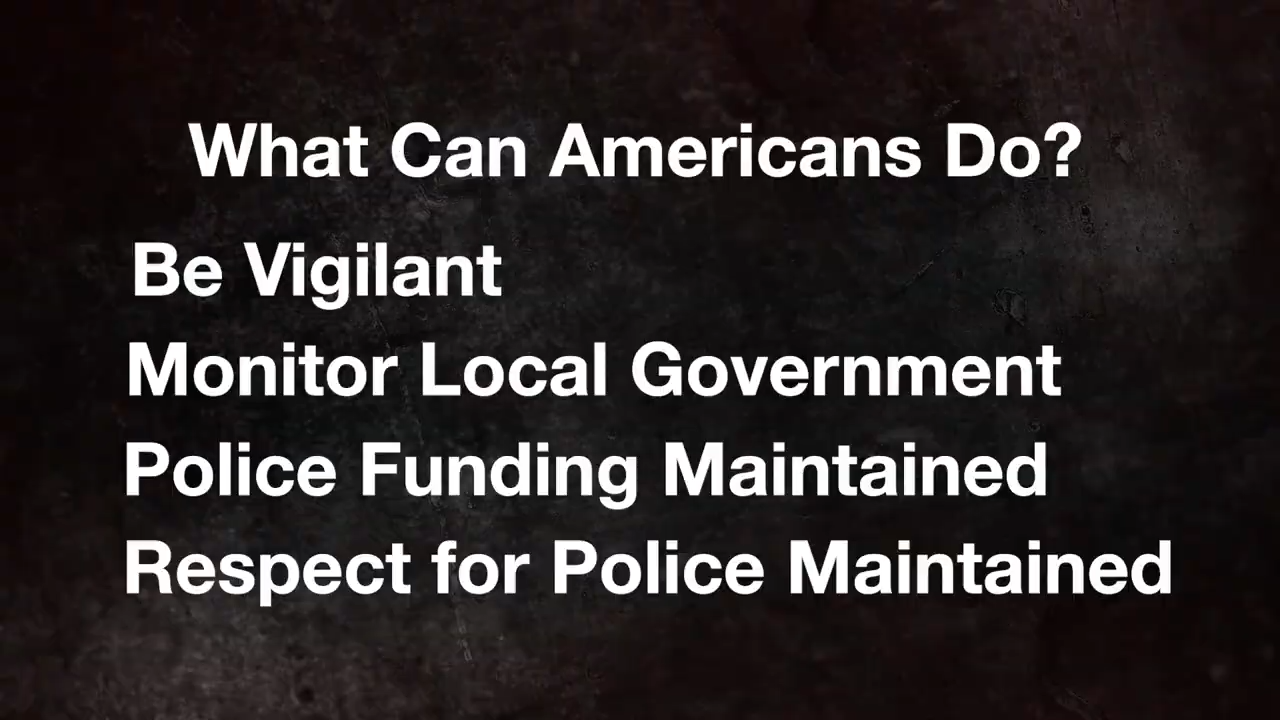 What Can Americans Do?
Be Vigilant
Monitor Local Government
Police Funding Maintained
Respect for Police Maintained